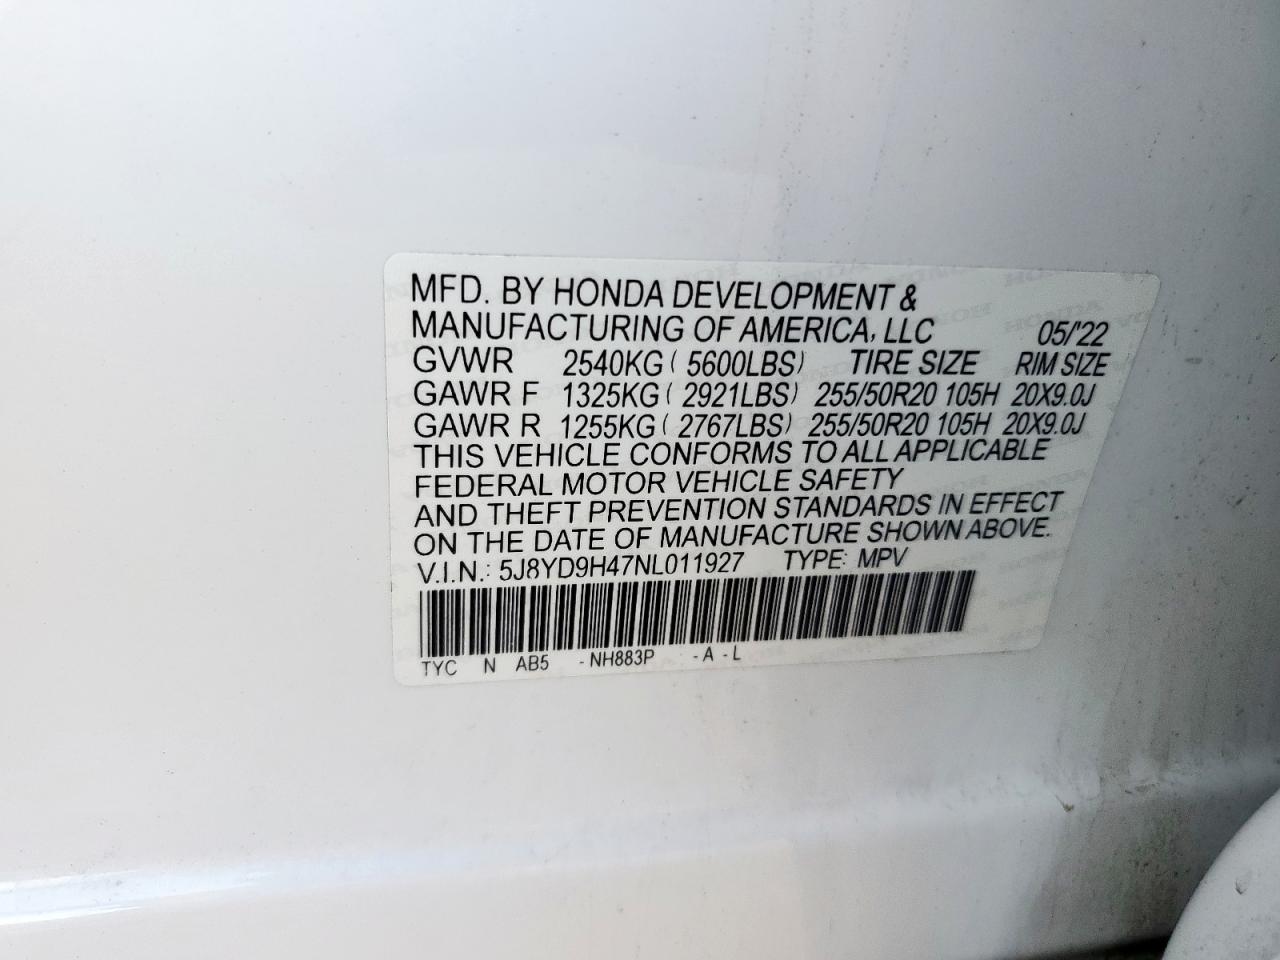 MFD. BY HONDA DEVELOPMENT &
MANUFACTURING OF AMERICA, LLC 05/'22
GVWR 2540KG ( 5600LBS) TIRE SIZE RIM SIZE
GAWR F 1325KG ( 2921LBS) 255/50R20 105H 20X9.0J
GAWR R 1255KG ( 2767LBS) 255/50R20 105H 20X9.0J
THIS VEHICLE CONFORMS TO ALL APPLICABLE
FEDERAL MOTOR VEHICLE SAFETY
AND THEFT PREVENTION STANDARDS IN EFFECT
ON THE DATE OF MANUFACTURE SHOWN ABOVE.
V.I.N.: 5J8YD9H47NL011927 TYPE: MPV
TYC N AB5 - NH883P - A - L